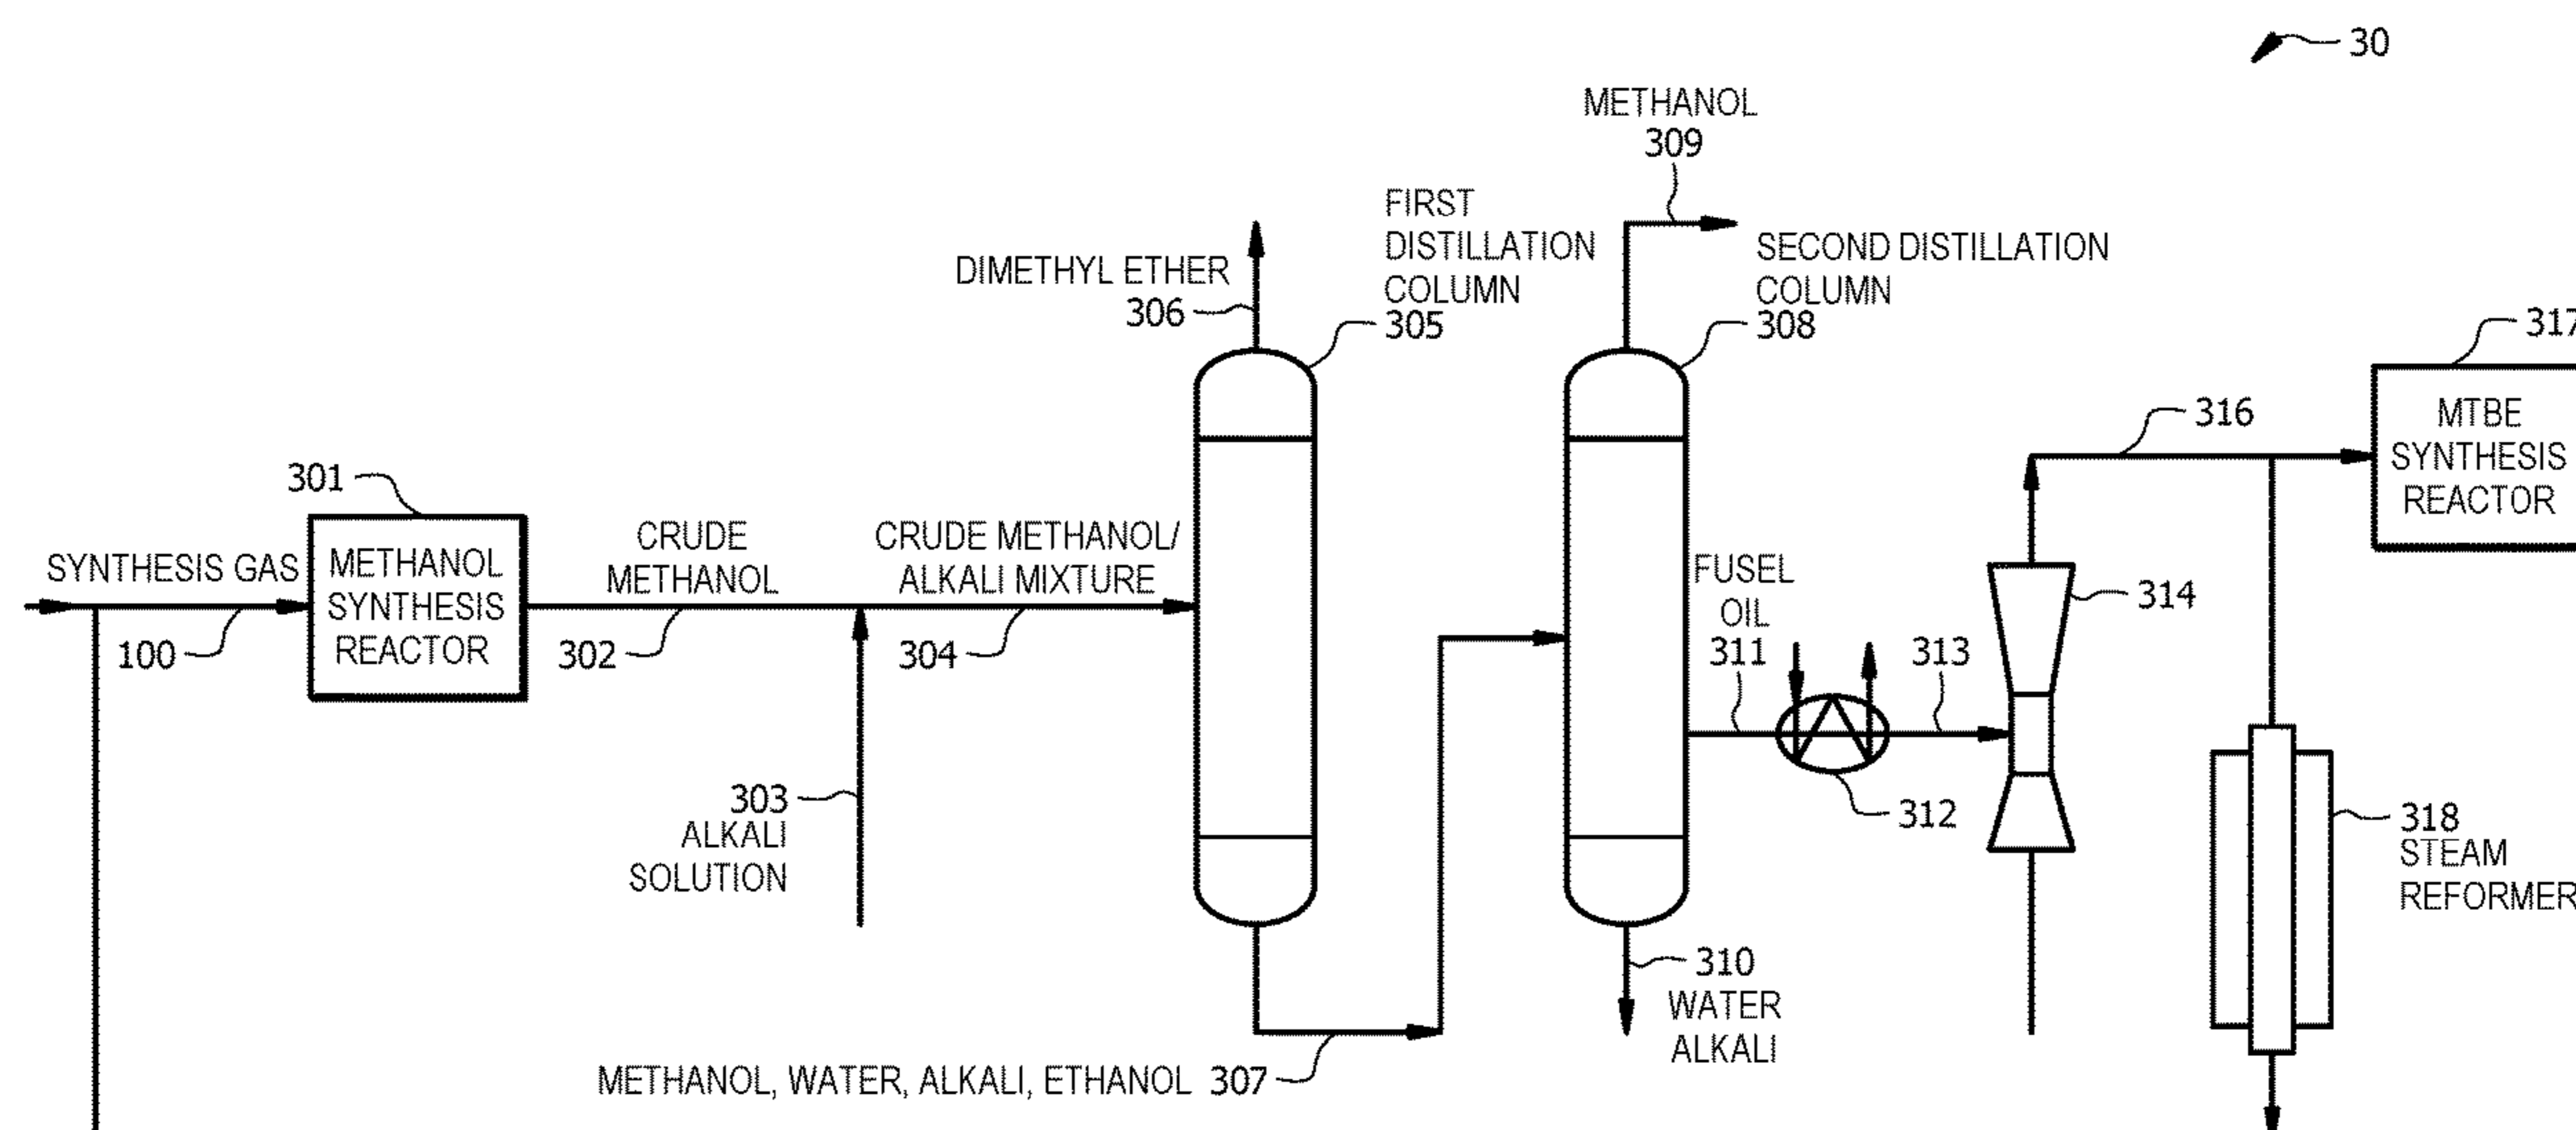 30
METHANOL
309
FIRST
DISTILLATION
COLUMN
305
SECOND DISTILLATION
COLUMN
308
DIMETHYL ETHER
306
317
MTBE
SYNTHESIS
REACTOR
316
301
METHANOL
SYNTHESIS
REACTOR
SYNTHESIS GAS
100
CRUDE
METHANOL
302
CRUDE METHANOL/
ALKALI MIXTURE
304
303
ALKALI
SOLUTION
FUSEL
OIL
311
313
312
314
318
STEAM
REFORMER
310
WATER
ALKALI
METHANOL, WATER, ALKALI, ETHANOL 307